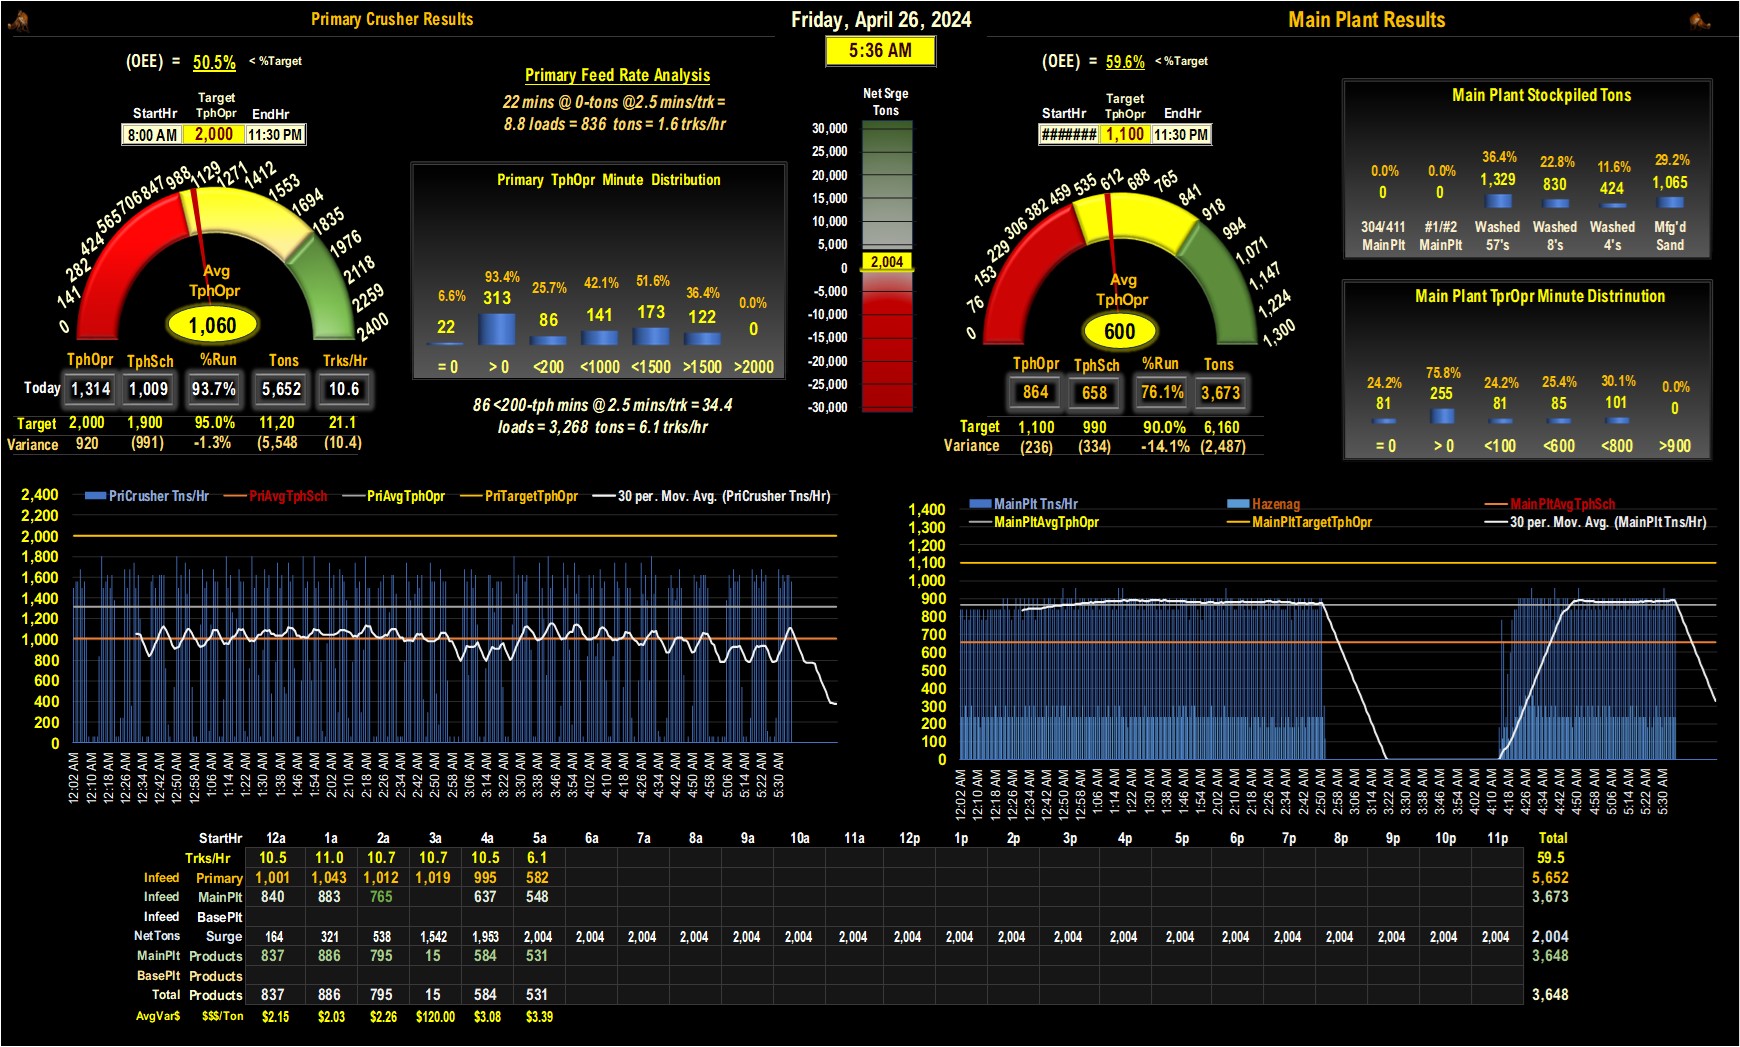 Primary Crusher Results
Friday, April 26, 2024
Main Plant Results
5:36 AM
(OEE) = 50.5% < %Target
Target
StartHr TphOpr EndHr
8:00 AM 2,000 11:30 PM
0 141 282 424 565 706 847 988 1129 1271 1412 1553 1694 1835 1976 2118 2259 2400
Avg
TphOpr
1,060
TphOpr TphSch %Run Tons Trks/Hr
Today 1,314 1,009 93.7% 5,652 10.6
Target 2,000 1,900 95.0% 11,20 21.1
Variance 920 (991) -1.3% (5,548 (10.4)
Primary Feed Rate Analysis
22 mins @ 0-tons @2.5 mins/trk =
8.8 loads = 836 tons = 1.6 trks/hr
Primary TphOpr Minute Distribution
6.6% 93.4% 25.7% 42.1% 51.6% 36.4% 0.0%
22 313 86 141 173 122 0
= 0 > 0 <200 <1000 <1500 >1500 >2000
86 <200-tph mins @ 2.5 mins/trk = 34.4
loads = 3,268 tons = 6.1 trks/hr
Net Srge
Tons
30,000
25,000
20,000
15,000
10,000
5,000
0
-5,000
-10,000
-15,000
-20,000
-25,000
-30,000
2,004
(OEE) = 59.6% < %Target
Target
StartHr TphOpr EndHr
####### 1,100 11:30 PM
0 76 153 229 306 382 459 535 612 688 765 841 918 994 1,071 1,147 1,224 1,300
Avg
TphOpr
600
TphOpr TphSch %Run Tons
864 658 76.1% 3,673
Target 1,100 990 90.0% 6,160
Variance (236) (334) -14.1% (2,487)
Main Plant Stockpiled Tons
0.0% 0.0% 36.4% 22.8% 11.6% 29.2%
0 0 1,329 830 424 1,065
304/411 #1/#2 Washed Washed Washed Mfg'd
MainPlt MainPlt 57's 8's 4's Sand
Main Plant TprOpr Minute Distrinution
24.2% 75.8% 24.2% 25.4% 30.1% 0.0%
81 255 81 85 101 0
= 0 > 0 <100 <600 <800 >900
PriCrusher Tns/Hr PriAvgTphSch PriAvgTphOpr PriTargetTphOpr 30 per. Mov. Avg. (PriCrusher Tns/Hr)
2,400
2,200
2,000
1,800
1,600
1,400
1,200
1,000
800
600
400
200
0
12:02 AM 12:10 AM 12:18 AM 12:26 AM 12:34 AM 12:42 AM 12:50 AM 12:58 AM 1:06 AM 1:14 AM 1:22 AM 1:30 AM 1:38 AM 1:46 AM 1:54 AM 2:02 AM 2:10 AM 2:18 AM 2:26 AM 2:34 AM 2:42 AM 2:50 AM 2:58 AM 3:06 AM 3:14 AM 3:22 AM 3:30 AM 3:38 AM 3:46 AM 3:54 AM 4:02 AM 4:10 AM 4:18 AM 4:26 AM 4:34 AM 4:42 AM 4:50 AM 4:58 AM 5:06 AM 5:14 AM 5:22 AM 5:30 AM
MainPlt Tns/Hr Hazenag MainPltAvgTphSch
MainPltAvgTphOpr MainPltTargetTphOpr 30 per. Mov. Avg. (MainPlt Tns/Hr)
1,400
1,300
1,200
1,100
1,000
900
800
700
600
500
400
300
200
100
0
12:02 AM 12:10 AM 12:18 AM 12:26 AM 12:34 AM 12:42 AM 12:50 AM 12:58 AM 1:06 AM 1:14 AM 1:22 AM 1:30 AM 1:38 AM 1:46 AM 1:54 AM 2:02 AM 2:10 AM 2:18 AM 2:26 AM 2:34 AM 2:42 AM 2:50 AM 2:58 AM 3:06 AM 3:14 AM 3:22 AM 3:30 AM 3:38 AM 3:46 AM 3:54 AM 4:02 AM 4:10 AM 4:18 AM 4:26 AM 4:34 AM 4:42 AM 4:50 AM 4:58 AM 5:06 AM 5:14 AM 5:22 AM 5:30 AM
StartHr 12a 1a 2a 3a 4a 5a 6a 7a 8a 9a 10a 11a 12p 1p 2p 3p 4p 5p 6p 7p 8p 9p 10p 11p Total
Trks/Hr 10.5 11.0 10.7 10.7 10.5 6.1 59.5
Infeed Primary 1,001 1,043 1,012 1,019 995 582 5,652
Infeed MainPlt 840 883 765 637 548 3,673
Infeed BasePlt
NetTons Surge 164 321 538 1,542 1,953 2,004 2,004 2,004 2,004 2,004 2,004 2,004 2,004 2,004 2,004 2,004 2,004 2,004 2,004 2,004 2,004 2,004 2,004 2,004 2,004
MainPlt Products 837 886 795 15 584 531 3,648
BasePlt Products
Total Products 837 886 795 15 584 531 3,648
AvgVar$ $$$/Ton $2.15 $2.03 $2.26 $120.00 $3.08 $3.39